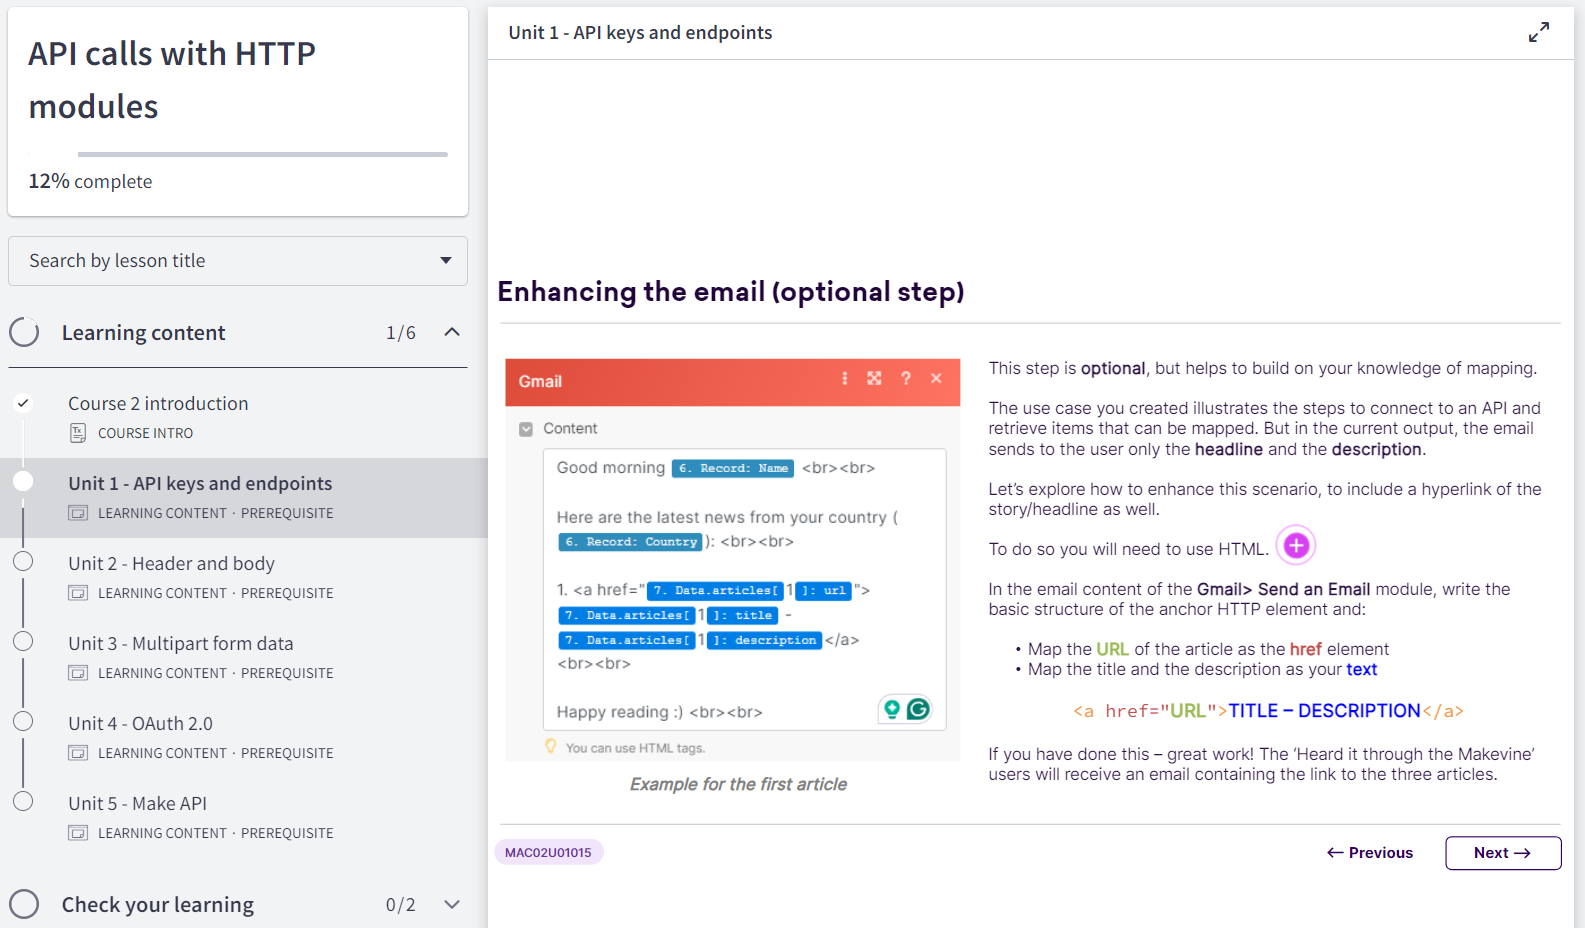 API calls with HTTP
modules
12% complete
Search by lesson title
Learning content 1/6
Course 2 introduction
COURSE INTRO
Unit 1 - API keys and endpoints
LEARNING CONTENT · PREREQUISITE
Unit 2 - Header and body
LEARNING CONTENT · PREREQUISITE
Unit 3 - Multipart form data
LEARNING CONTENT · PREREQUISITE
Unit 4 - OAuth 2.0
LEARNING CONTENT · PREREQUISITE
Unit 5 - Make API
LEARNING CONTENT · PREREQUISITE
Check your learning 0/2
Unit 1 - API keys and endpoints
Enhancing the email (optional step)
Gmail
Content
Good morning 6. Record: Name <br><br>
Here are the latest news from your country (
6. Record: Country ): <br><br>
1. <a href="7. Data.articles[ 1 ]: url ">
7. Data.articles[ 1 ]: title -
7. Data.articles[ 1 ]: description </a>
<br><br>
Happy reading :) <br><br>
You can use HTML tags.
Example for the first article
This step is optional, but helps to build on your knowledge of mapping.
The use case you created illustrates the steps to connect to an API and
retrieve items that can be mapped. But in the current output, the email
sends to the user only the headline and the description.
Let’s explore how to enhance this scenario, to include a hyperlink of the
story/headline as well.
To do so you will need to use HTML.
In the email content of the Gmail> Send an Email module, write the
basic structure of the anchor HTTP element and:
• Map the URL of the article as the href element
• Map the title and the description as your text
<a href="URL">TITLE – DESCRIPTION</a>
If you have done this – great work! The ‘Heard it through the Makevine’
users will receive an email containing the link to the three articles.
MAC02U01015
← Previous
Next →